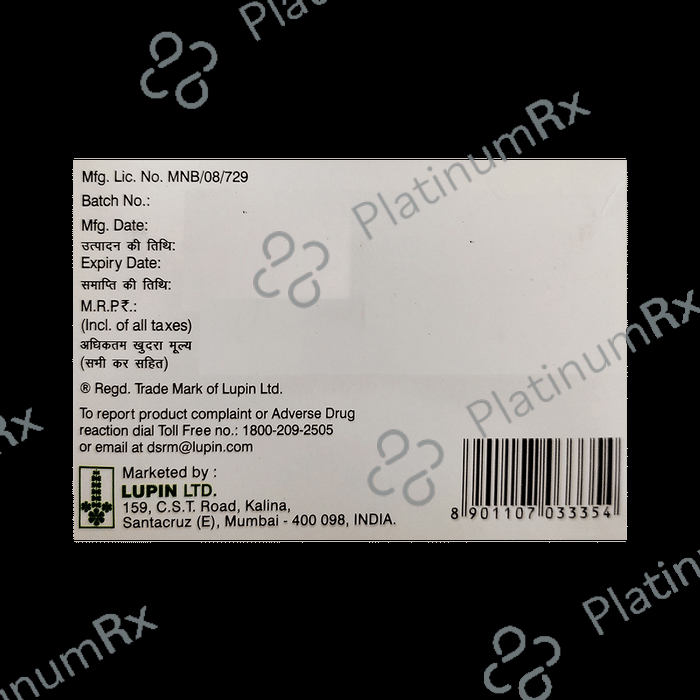 PlatinumRx
Mfg. Lic. No. MNB/08/729
Batch No.:
Mfg. Date:
उत्पादन की तिथि:
Expiry Date:
समाप्ति की तिथि:
M.R.P.₹.:
(Incl. of all taxes)
अधिकतम खुदरा मूल्य
(सभी कर सहित)
® Regd. Trade Mark of Lupin Ltd.
To report product complaint or Adverse Drug
reaction dial Toll Free no.: 1800-209-2505
or email at dsrm@lupin.com
Marketed by :
LUPIN LTD.
159, C.S.T. Road, Kalina,
Santacruz (E), Mumbai - 400 098, INDIA.
8 901107 033354
PlatinumRx
PlatinumRx
tinumRx
Platin